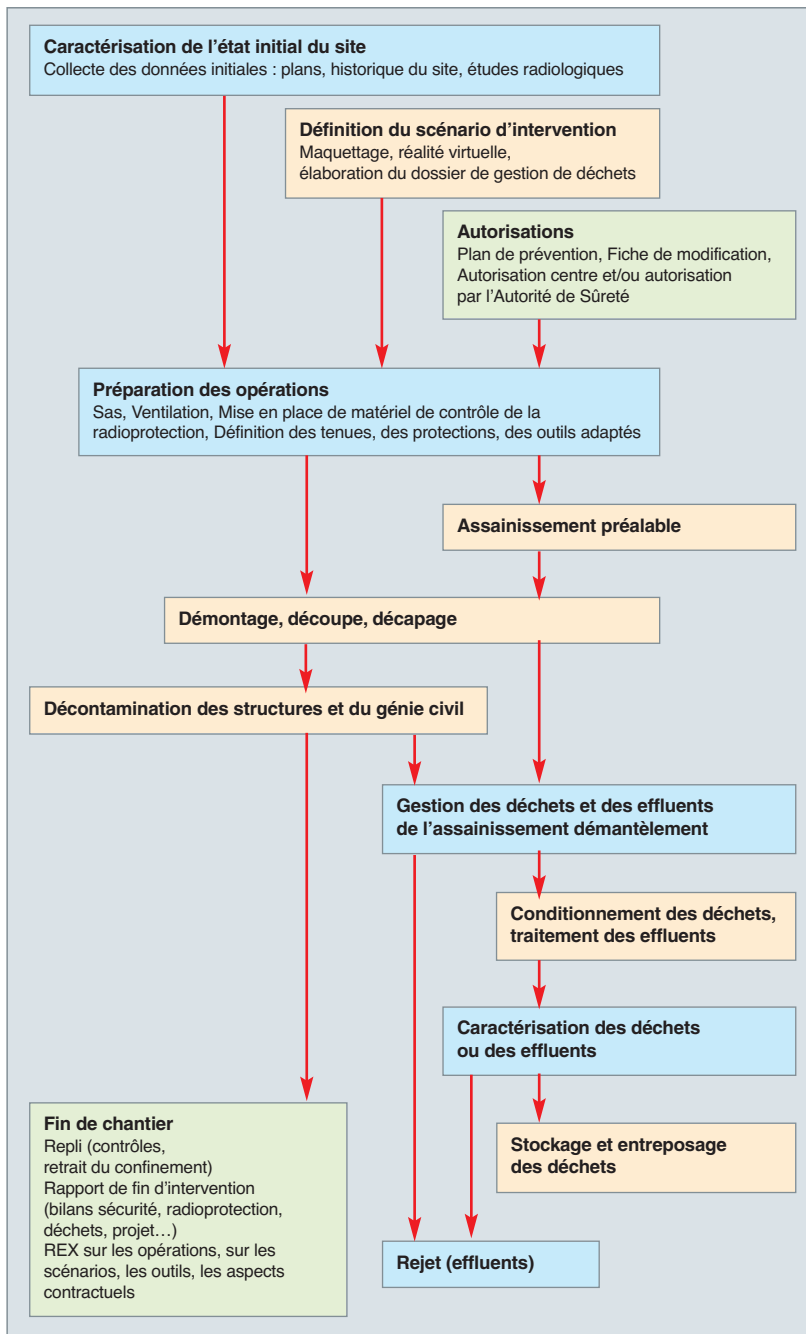 Caractérisation de l'état initial du site
Collecte des données initiales : plans, historique du site, études radiologiques
Définition du scénario d'intervention
Maquettage, réalité virtuelle,
élaboration du dossier de gestion de déchets
Autorisations
Plan de prévention, Fiche de modification,
Autorisation centre et/ou autorisation
par l'Autorité de Sûreté
Préparation des opérations
Sas, Ventilation, Mise en place de matériel de contrôle de la
radioprotection, Définition des tenues, des protections, des outils adaptés
Assainissement préalable
Démontage, découpe, décapage
Décontamination des structures et du génie civil
Gestion des déchets et des effluents
de l'assainissement démantèlement
Conditionnement des déchets,
traitement des effluents
Caractérisation des déchets
ou des effluents
Fin de chantier
Repli (contrôles,
retrait du confinement)
Rapport de fin d'intervention
(bilans sécurité, radioprotection,
déchets, projet…)
REX sur les opérations, sur les
scénarios, les outils, les aspects
contractuels
Stockage et entreposage
des déchets
Rejet (effluents)